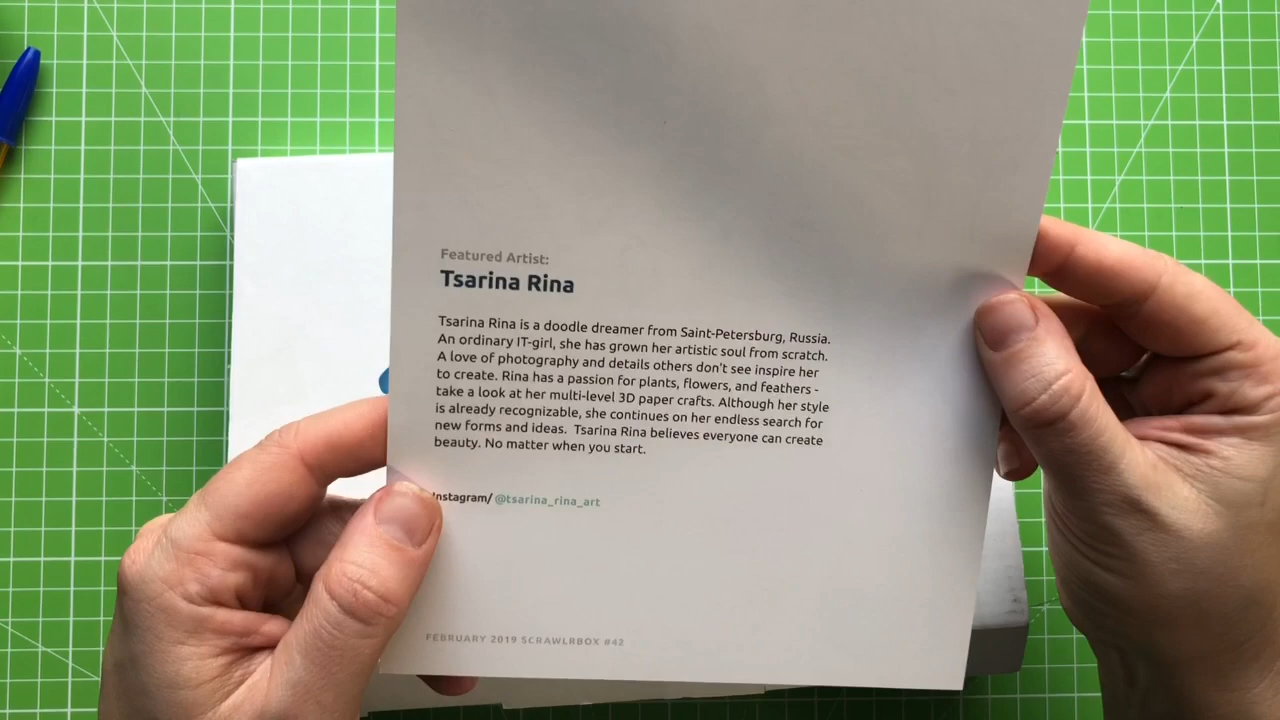 Featured Artist:
Tsarina Rina
Tsarina Rina is a doodle dreamer from Saint-Petersburg, Russia.
An ordinary IT-girl, she has grown her artistic soul from scratch.
A love of photography and details others don't see inspire her
to create. Rina has a passion for plants, flowers, and feathers -
take a look at her multi-level 3D paper crafts. Although her style
is already recognizable, she continues on her endless search for
new forms and ideas. Tsarina Rina believes everyone can create
beauty. No matter when you start.
Instagram/ @tsarina_rina_art
FEBRUARY 2019 SCRAWLRBOX #42